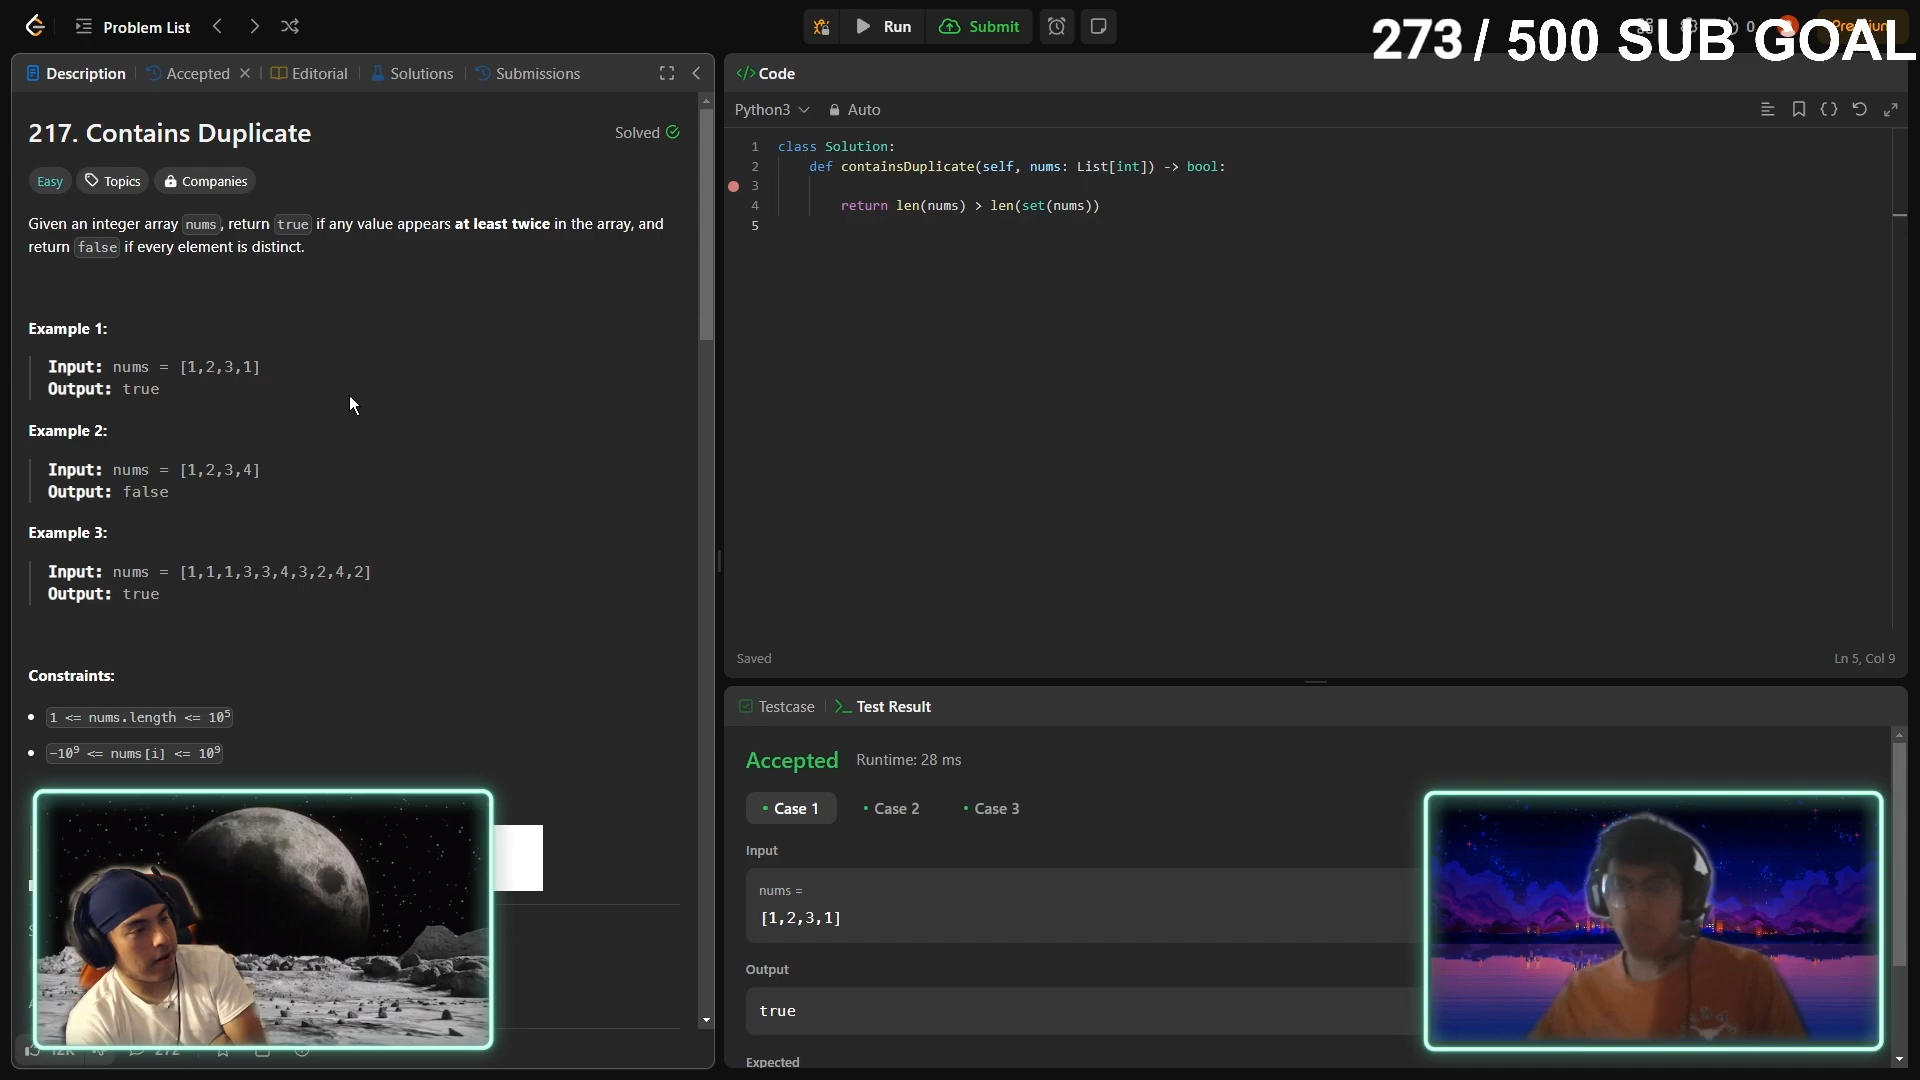 Problem List
Run
Submit
0
Premium
273 / 500 SUB GOAL
Description
Accepted
Editorial
Solutions
Submissions
217. Contains Duplicate
Solved
Easy
Topics
Companies
Given an integer array nums, return true if any value appears at least twice in the array, and
return false if every element is distinct.
Example 1:
Input: nums = [1,2,3,1]
Output: true
Example 2:
Input: nums = [1,2,3,4]
Output: false
Example 3:
Input: nums = [1,1,1,3,3,4,3,2,4,2]
Output: true
Constraints:
1 <= nums.length <= 10⁵
-10⁹ <= nums[i] <= 10⁹
</> Code
Python3
Auto
1 class Solution:
2 def containsDuplicate(self, nums: List[int]) -> bool:
3
4 return len(nums) > len(set(nums))
5
Saved
Ln 5, Col 9
Testcase
Test Result
Accepted Runtime: 28 ms
Case 1
Case 2
Case 3
Input
nums =
[1,2,3,1]
Output
true
Expected